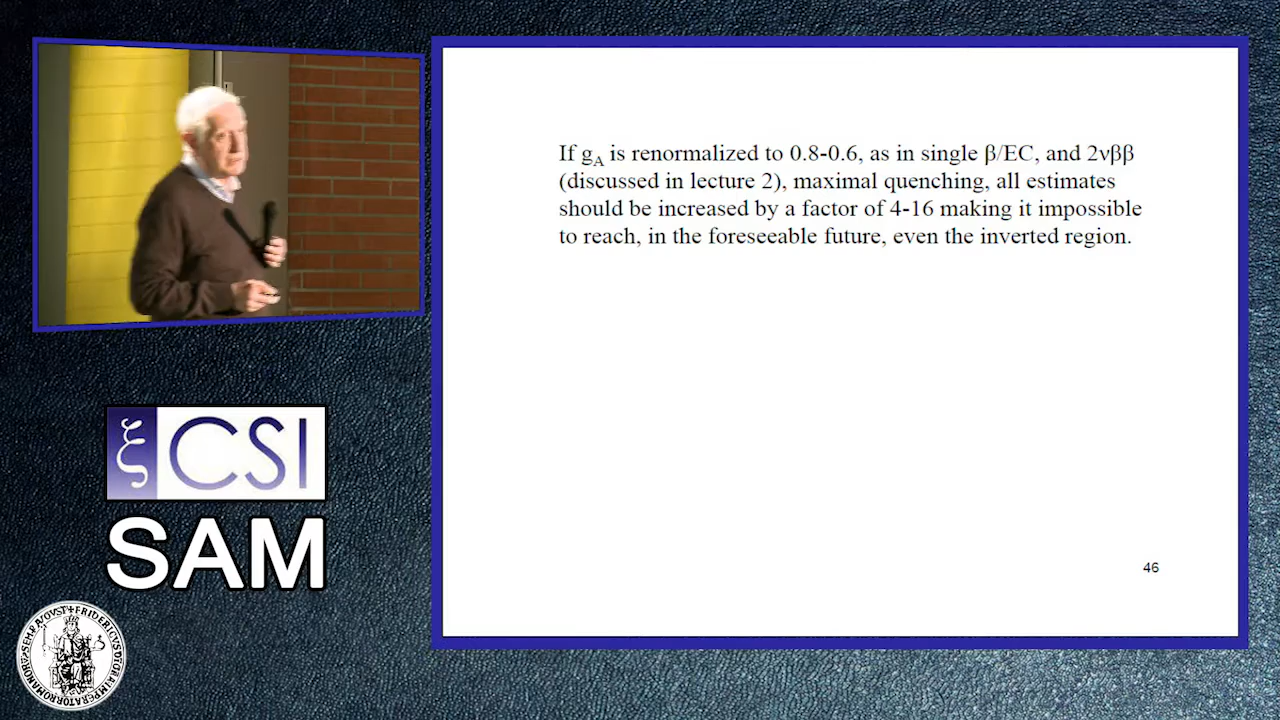 If gA is renormalized to 0.8-0.6, as in single β/EC, and 2νββ
(discussed in lecture 2), maximal quenching, all estimates
should be increased by a factor of 4-16 making it impossible
to reach, in the foreseeable future, even the inverted region.
46
ξCSI
SAM